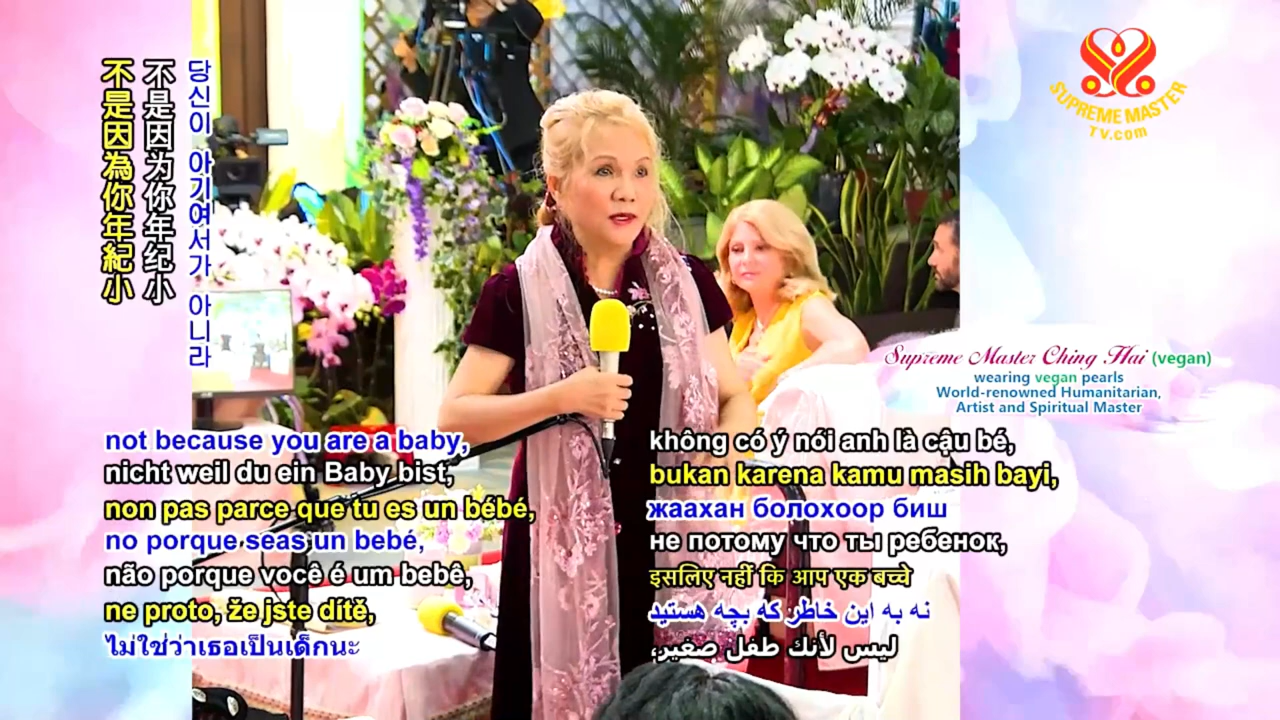 不是因為你年紀小
不是因为你年纪小
당신이 아기여서가 아니라
SUPREME MASTER
TV.com
Supreme Master Ching Hai (vegan)
wearing vegan pearls
World-renowned Humanitarian,
Artist and Spiritual Master
not because you are a baby,
nicht weil du ein Baby bist,
non pas parce que tu es un bébé,
no porque seas un bebé,
não porque você é um bebê,
ne proto, že jste dítě,
ไม่ใช่ว่าเธอเป็นเด็กนะ
không có ý nói anh là cậu bé,
bukan karena kamu masih bayi,
жаахан болохоор биш
не потому что ты ребенок,
इसलिए नहीं कि आप एक बच्चे
نه به این خاطر که بچه هستید
ليس لأنك طفل صغير،